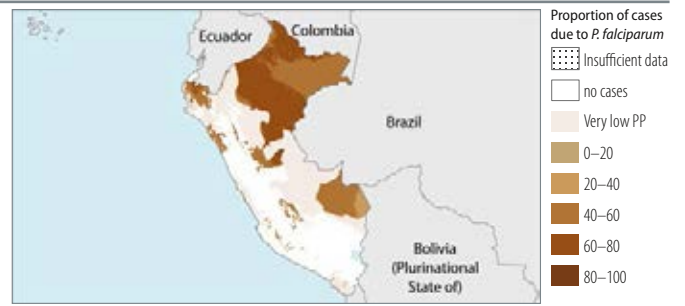 Ecuador
Colombia
Brazil
Bolivia
(Plurinational
State of)
Proportion of cases
due to P. falciparum
Insufficient data
no cases
Very low PP
0–20
20–40
40–60
60–80
80–100